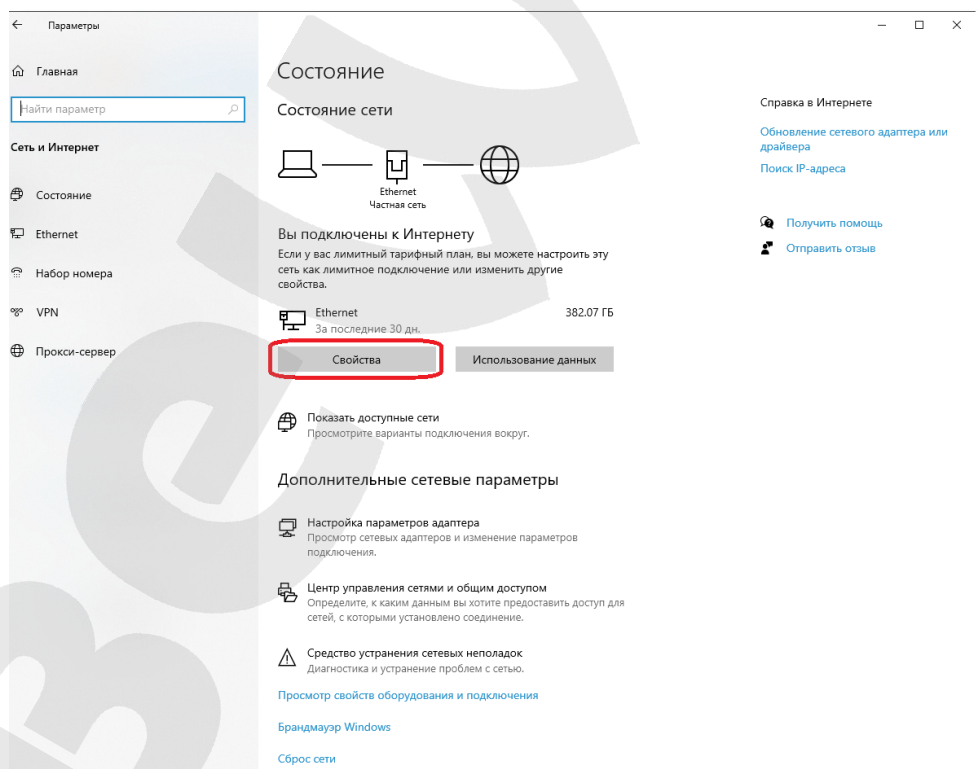 Параметры
Главная
Найти параметр
Сеть и Интернет
Состояние
Ethernet
Набор номера
VPN
Прокси-сервер
Состояние
Состояние сети
Ethernet
Частная сеть
Вы подключены к Интернету
Если у вас лимитный тарифный план, вы можете настроить эту
сеть как лимитное подключение или изменить другие
свойства.
Ethernet 382.07 ГБ
За последние 30 дн.
Свойства Использование данных
Показать доступные сети
Просмотрите варианты подключения вокруг.
Дополнительные сетевые параметры
Настройка параметров адаптера
Просмотр сетевых адаптеров и изменение параметров
подключения.
Центр управления сетями и общим доступом
Определите, к каким данным вы хотите предоставить доступ для
сетей, с которыми установлено соединение.
Средство устранения сетевых неполадок
Диагностика и устранение проблем с сетью.
Просмотр свойств оборудования и подключения
Брандмауэр Windows
Сброс сети
Справка в Интернете
Обновление сетевого адаптера или
драйвера
Поиск IP-адреса
Получить помощь
Отправить отзыв